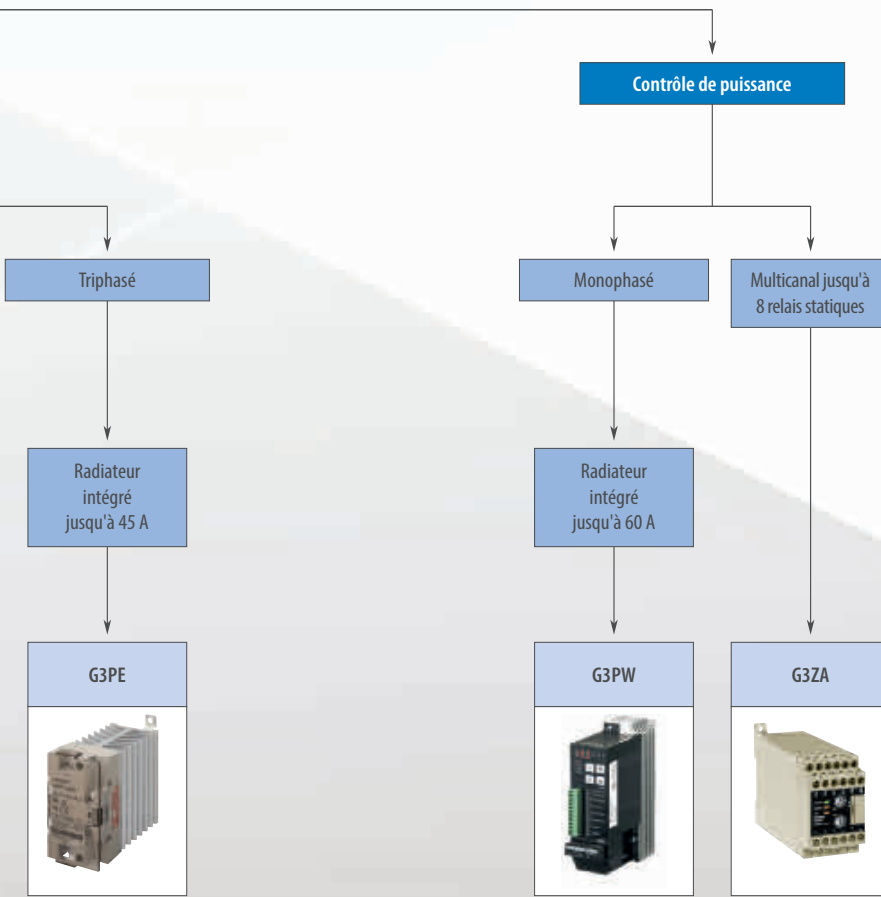 Contrôle de puissance
Triphasé
Monophasé
Multicanal jusqu'à
8 relais statiques
Radiateur
intégré
jusqu'à 45 A
Radiateur
intégré
jusqu'à 60 A
G3PE
G3PW
G3ZA